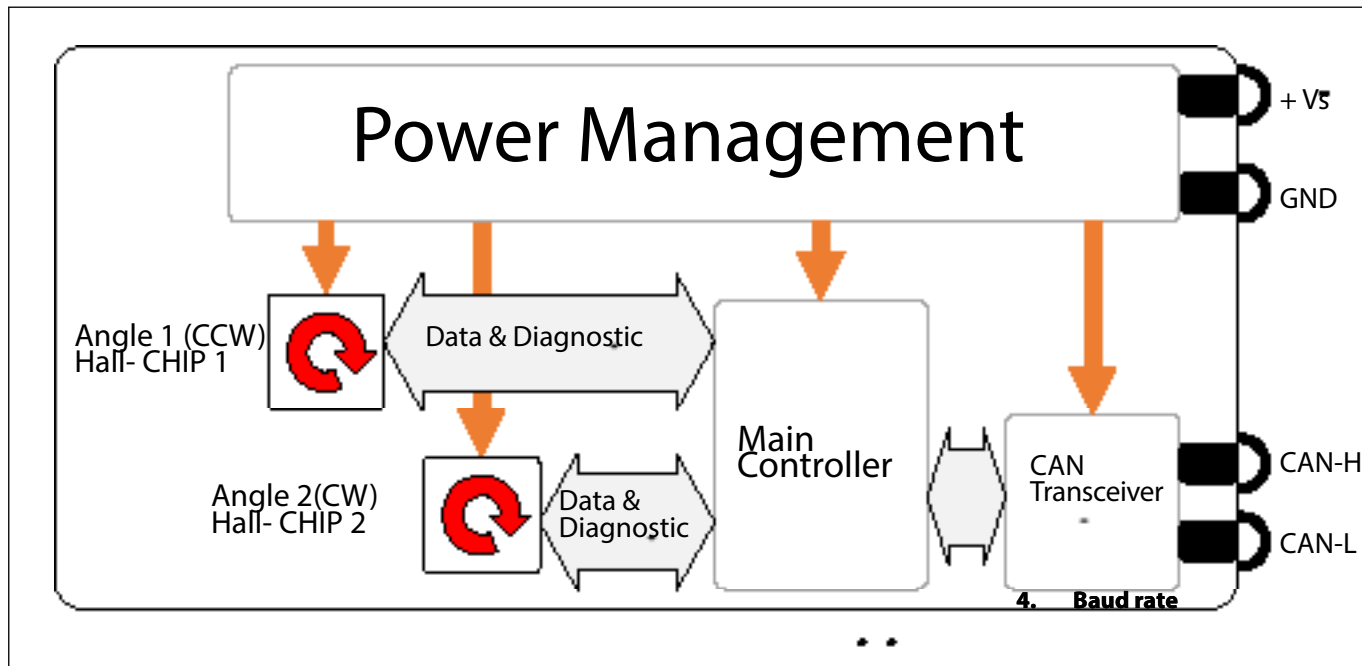 Power Management
+ Vs
GND
Angle 1 (CCW)
Hall- CHIP 1
Data & Diagnostic
Main
Controller
CAN
Transceiver
CAN-H
CAN-L
Angle 2(CW)
Hall- CHIP 2
Data &
Diagnostic
4. Baud rate